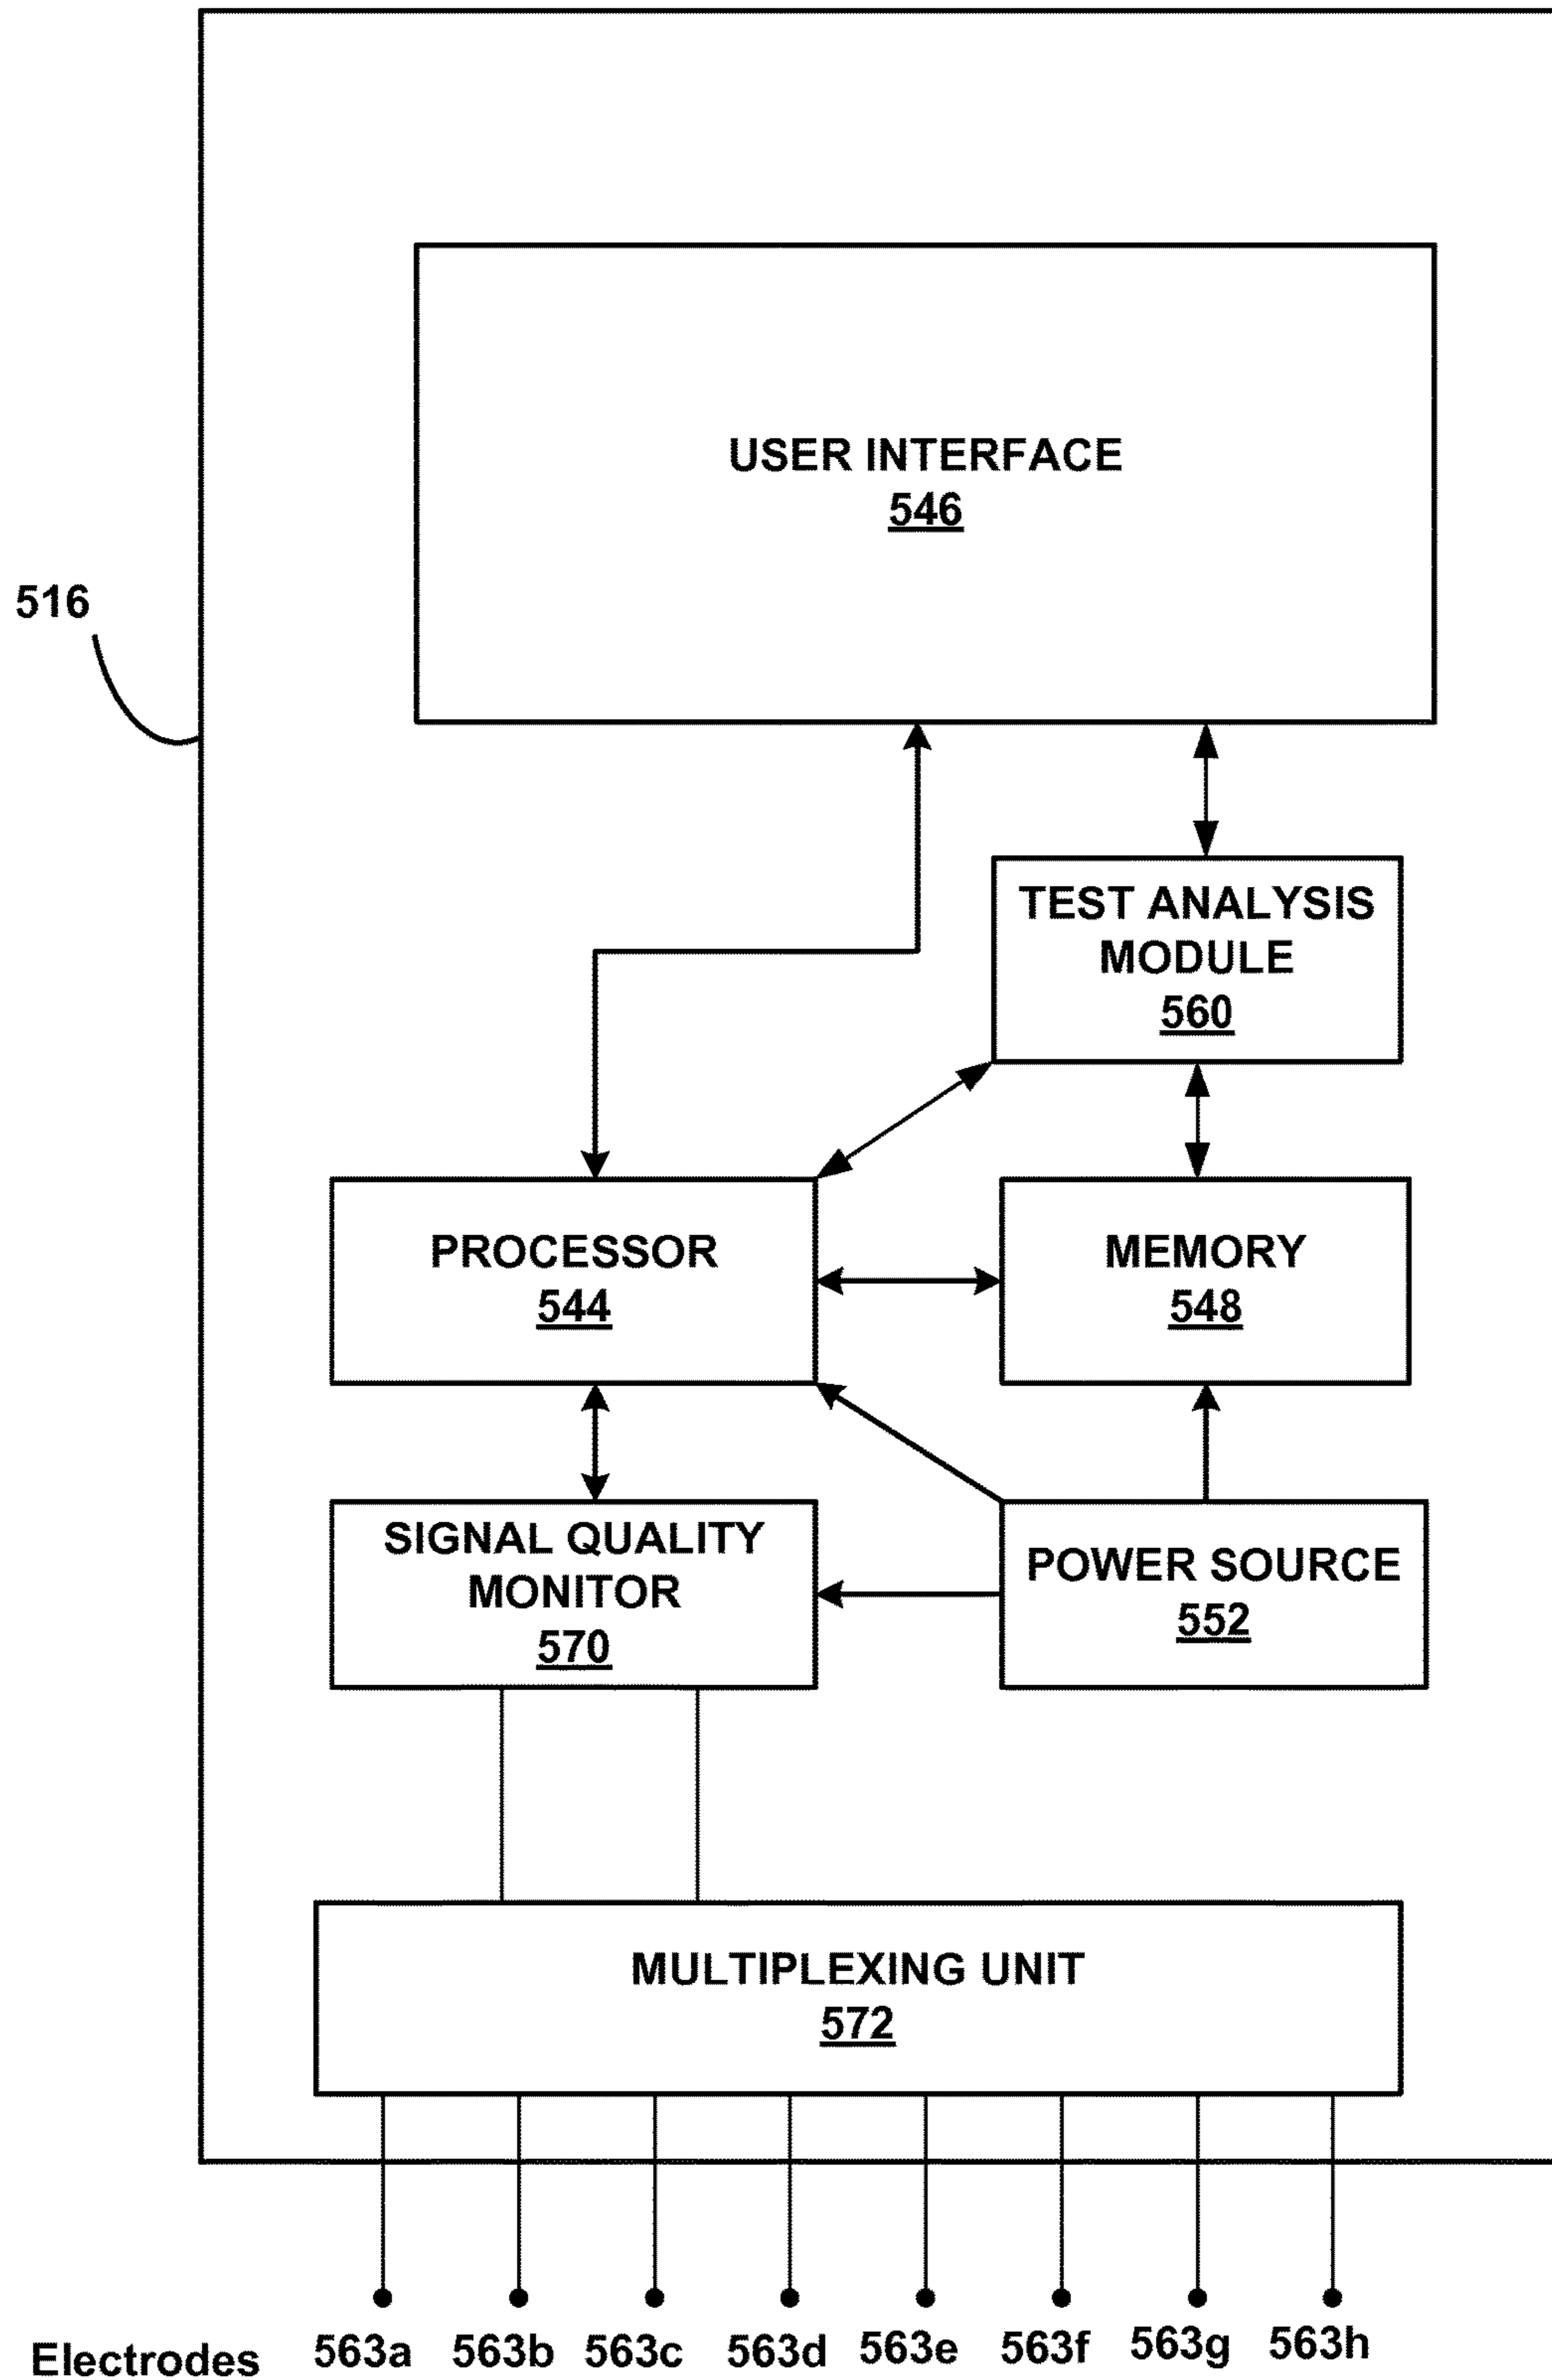 USER INTERFACE
546
516
TEST ANALYSIS
MODULE
560
PROCESSOR
544
MEMORY
548
SIGNAL QUALITY
MONITOR
570
POWER SOURCE
552
MULTIPLEXING UNIT
572
Electrodes 563a 563b 563c 563d 563e 563f 563g 563h